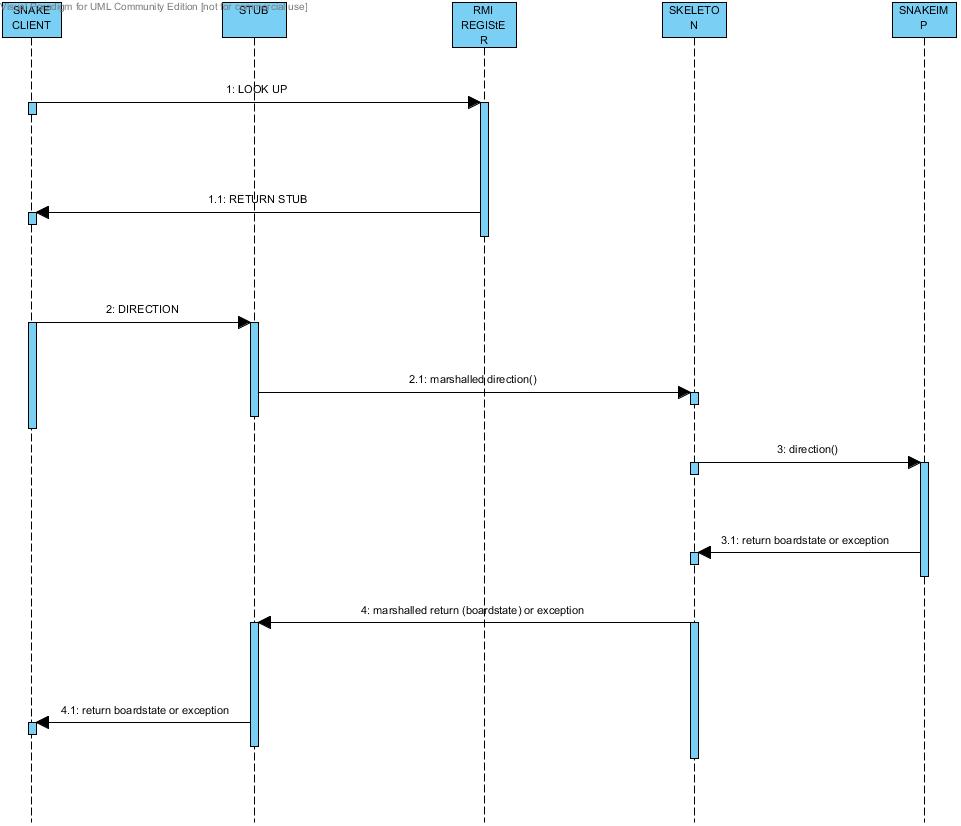 Visual Paradigm for UML Community Edition [not for commercial use]
SNAKE
CLIENT
STUB
RMI
REGIStE
R
SKELETO
N
SNAKEIM
P
1: LOOK UP
1.1: RETURN STUB
2: DIRECTION
2.1: marshalled direction()
3: direction()
3.1: return boardstate or exception
4: marshalled return (boardstate) or exception
4.1: return boardstate or exception